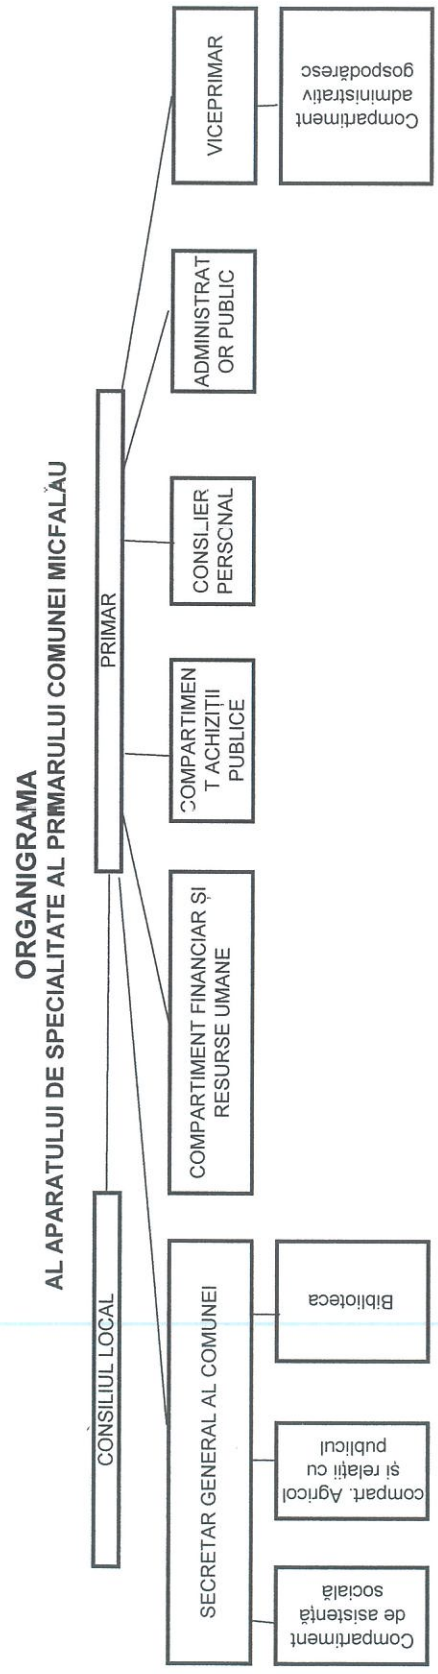 ORGANIGRAMA
AL APARATULUI DE SPECIALITATE AL PRIMARULUI COMUNEI MICFALĂU
CONSILIUL LOCAL
PRIMAR
SECRETAR GENERAL AL COMUNEI
COMPARTIMENT FINANCIAR ȘI
RESURSE UMANE
COMPARTIMEN
T ACHIZIȚII
PUBLICE
CONSILIER
PERSONAL
ADMINISTRAT
OR PUBLIC
VICEPRIMAR
Compartiment
de asistență
socială
compart. Agricol
și relații cu
publicul
Biblioteca
Compartiment
administrativ
gospodăresc